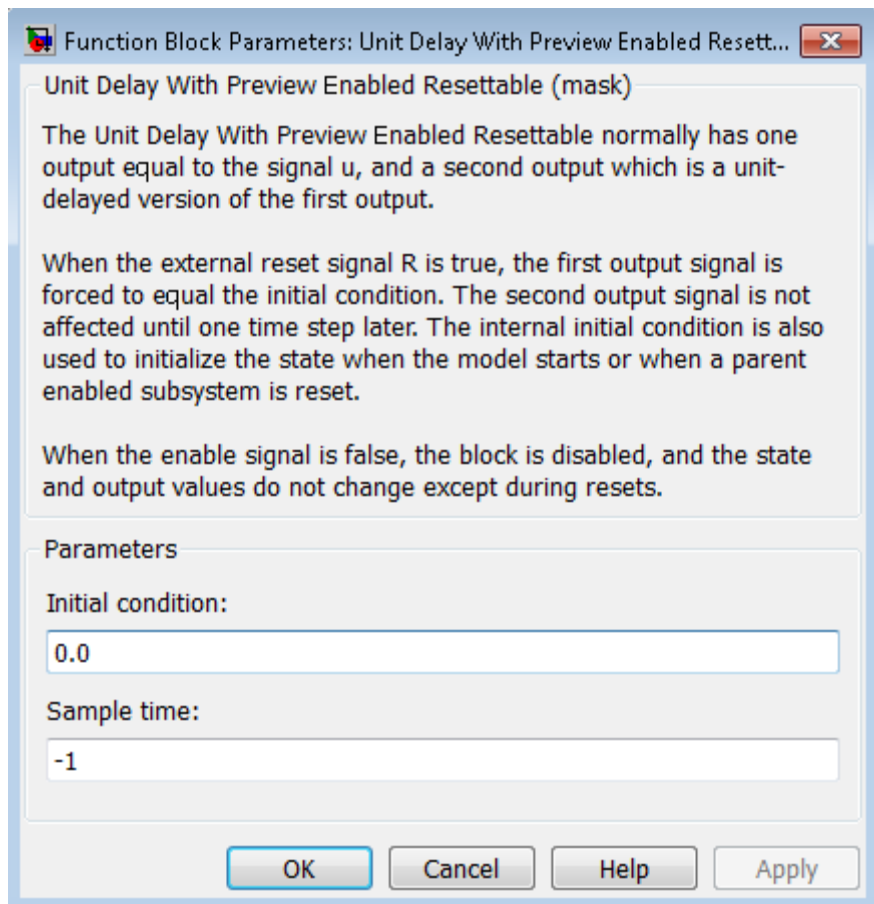 Function Block Parameters: Unit Delay With Preview Enabled Resett...
Unit Delay With Preview Enabled Resettable (mask)
The Unit Delay With Preview Enabled Resettable normally has one
output equal to the signal u, and a second output which is a unit-
delayed version of the first output.
When the external reset signal R is true, the first output signal is
forced to equal the initial condition. The second output signal is not
affected until one time step later. The internal initial condition is also
used to initialize the state when the model starts or when a parent
enabled subsystem is reset.
When the enable signal is false, the block is disabled, and the state
and output values do not change except during resets.
Parameters
Initial condition:
0.0
Sample time:
-1
OK Cancel Help Apply